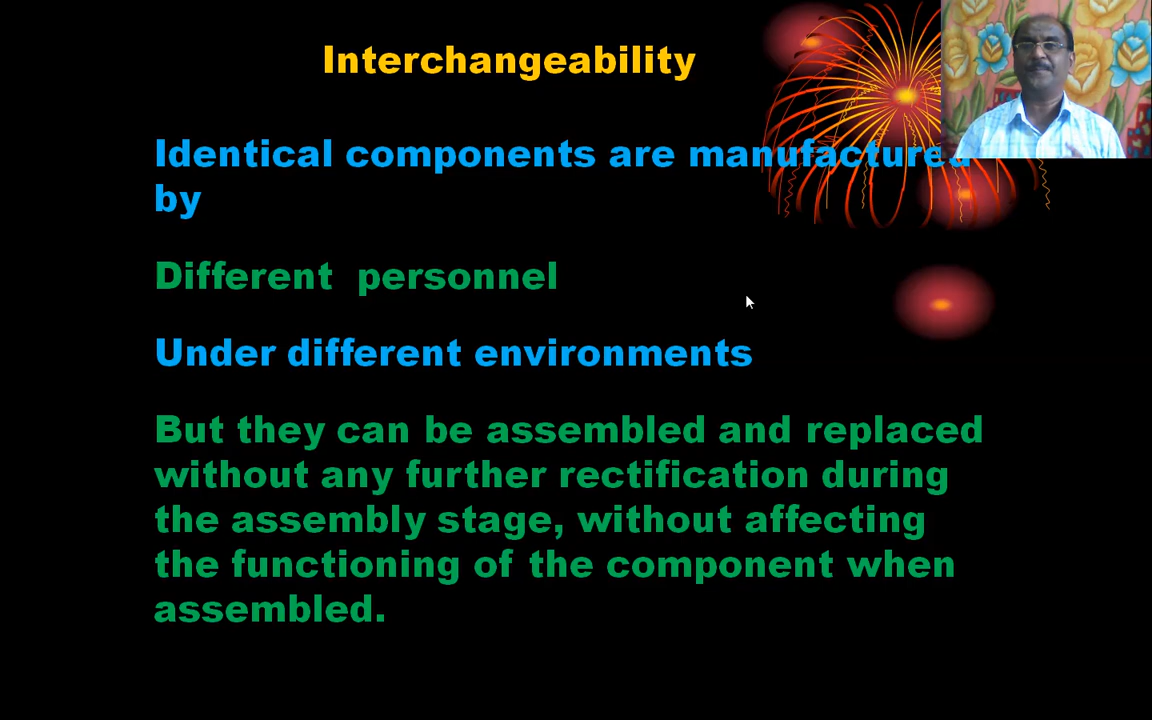 Interchangeability
Identical components are manufactured
by
Different personnel
Under different environments
But they can be assembled and replaced
without any further rectification during
the assembly stage, without affecting
the functioning of the component when
assembled.